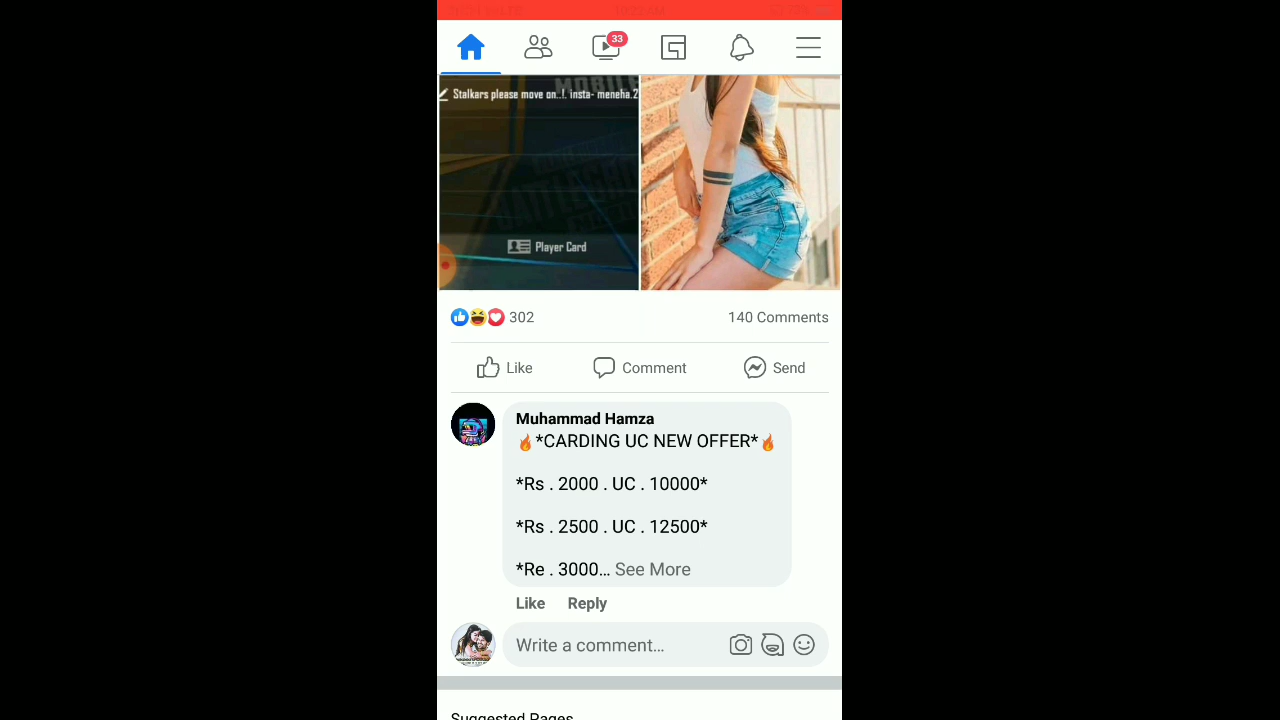 33
Stalkars please move on..!. insta- meneha.2
Player Card
302
140 Comments
Like
Comment
Send
Muhammad Hamza
🔥*CARDING UC NEW OFFER*🔥
*Rs . 2000 . UC . 10000*
*Rs . 2500 . UC . 12500*
*Re . 3000... See More
Like Reply
Write a comment...
Suggested Pages